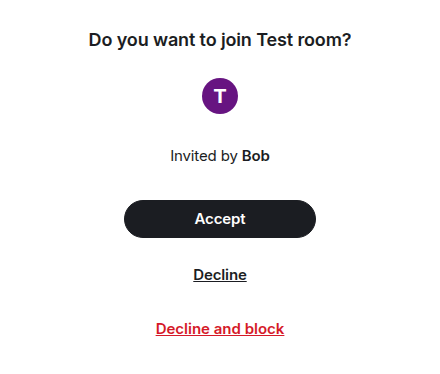 Do you want to join Test room?
T
Invited by Bob
Accept
Decline
Decline and block